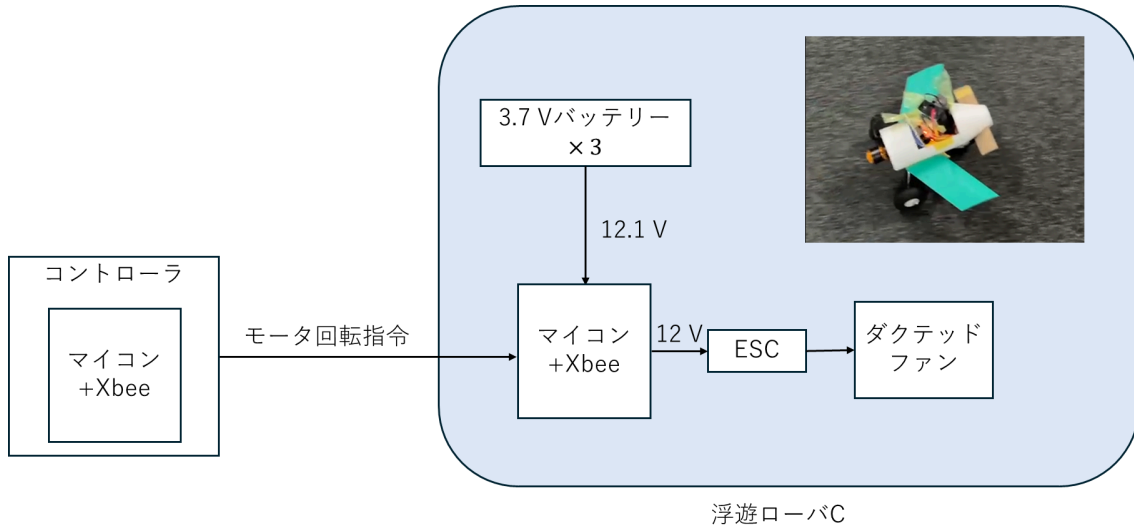 3.7 Vバッテリー
×3
12.1 V
コントローラ
マイコン
+Xbee
モータ回転指令
マイコン
+Xbee
12 V
ESC
ダクテッド
ファン
浮遊ローバC